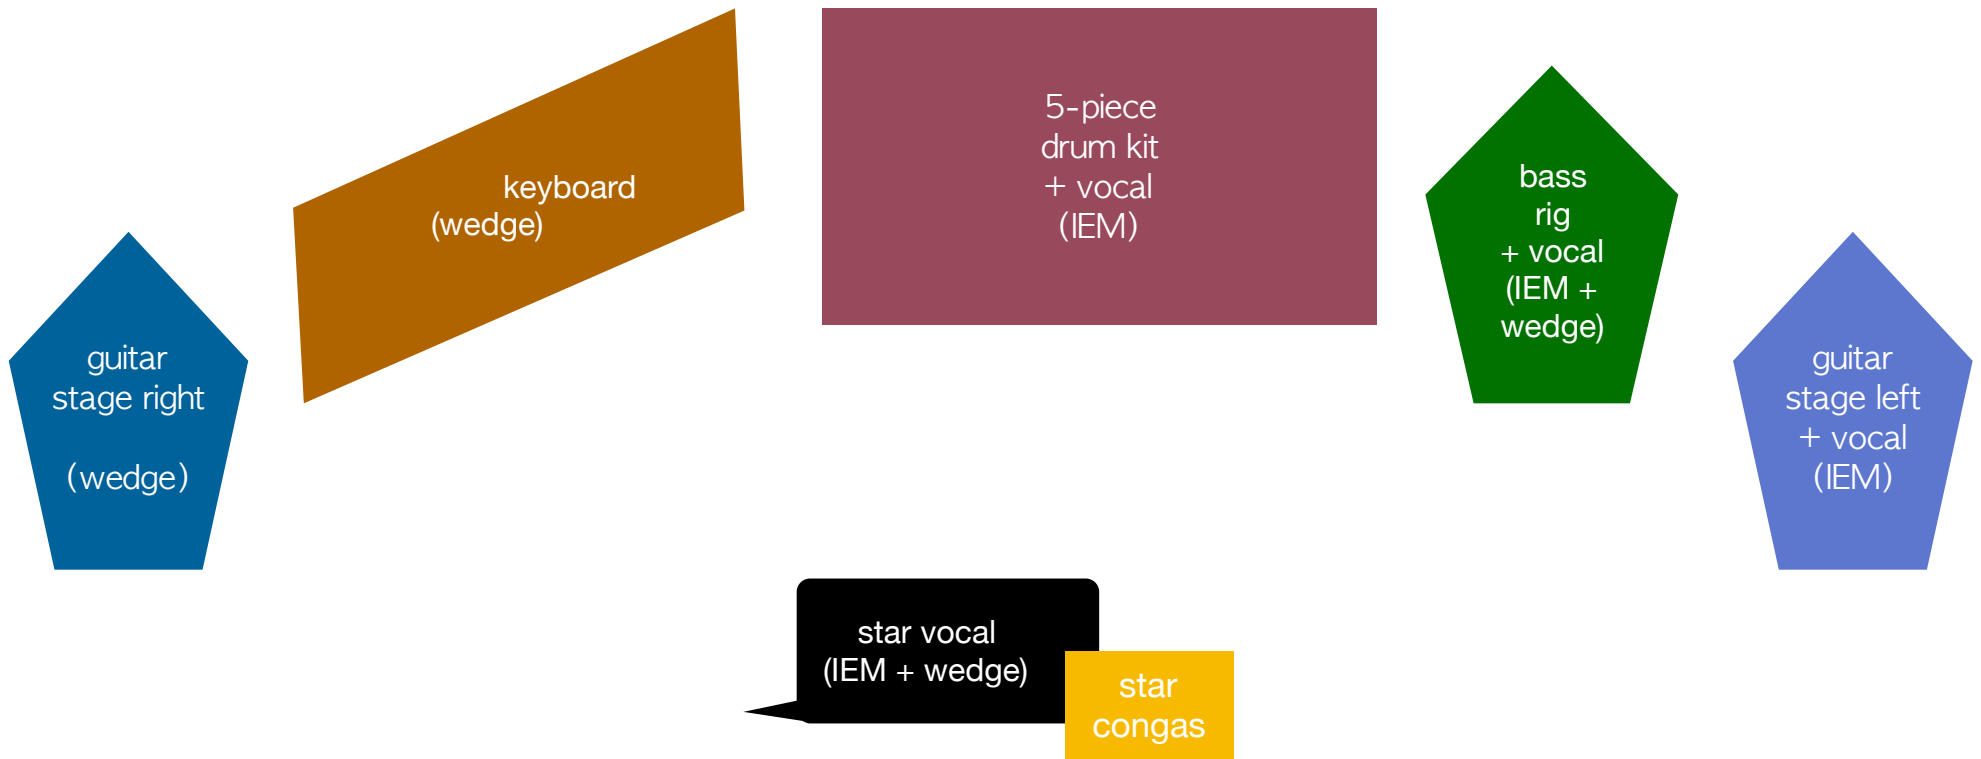 guitar
stage right
(wedge)
keyboard
(wedge)
5-piece
drum kit
+ vocal
(IEM)
bass
rig
+ vocal
(IEM +
wedge)
guitar
stage left
+ vocal
(IEM)
star vocal
(IEM + wedge)
star
congas